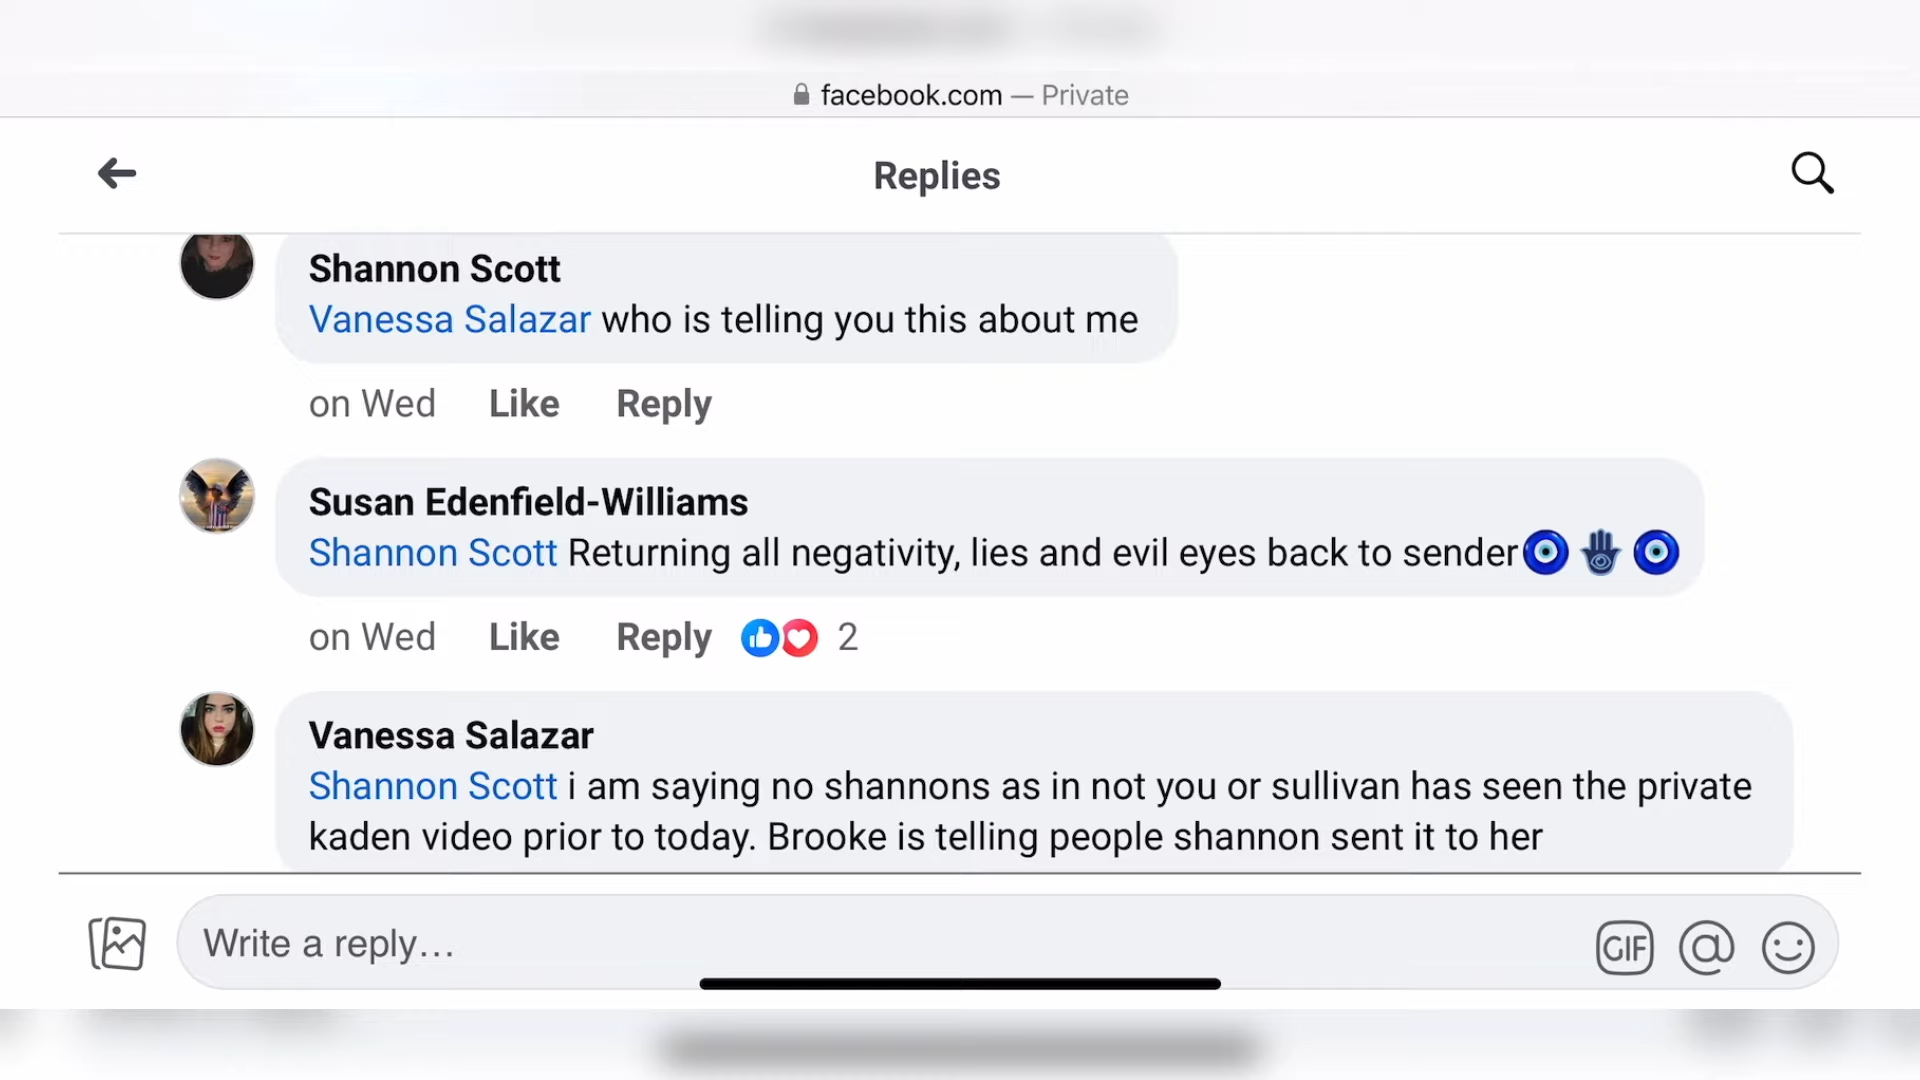 facebook.com — Private
Replies
Shannon Scott
Vanessa Salazar who is telling you this about me
on Wed Like Reply
Susan Edenfield-Williams
Shannon Scott Returning all negativity, lies and evil eyes back to sender🧿🪬🧿
on Wed Like Reply 2
Vanessa Salazar
Shannon Scott i am saying no shannons as in not you or sullivan has seen the private
kaden video prior to today. Brooke is telling people shannon sent it to her
Write a reply...
GIF